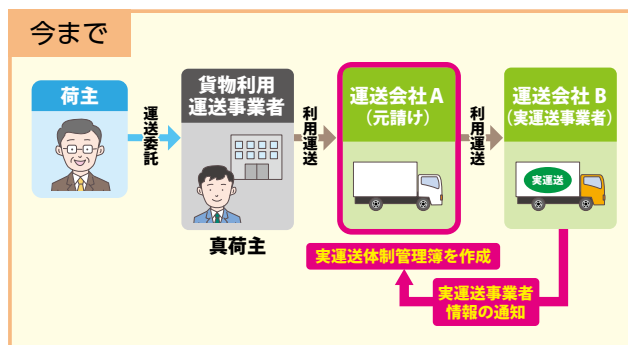 今まで
荷主
運送委託
貨物利用
運送事業者
真荷主
利用運送
運送会社A
(元請け)
利用運送
運送会社B
(実運送事業者)
実運送
実運送体制管理簿を作成
実運送事業者
情報の通知